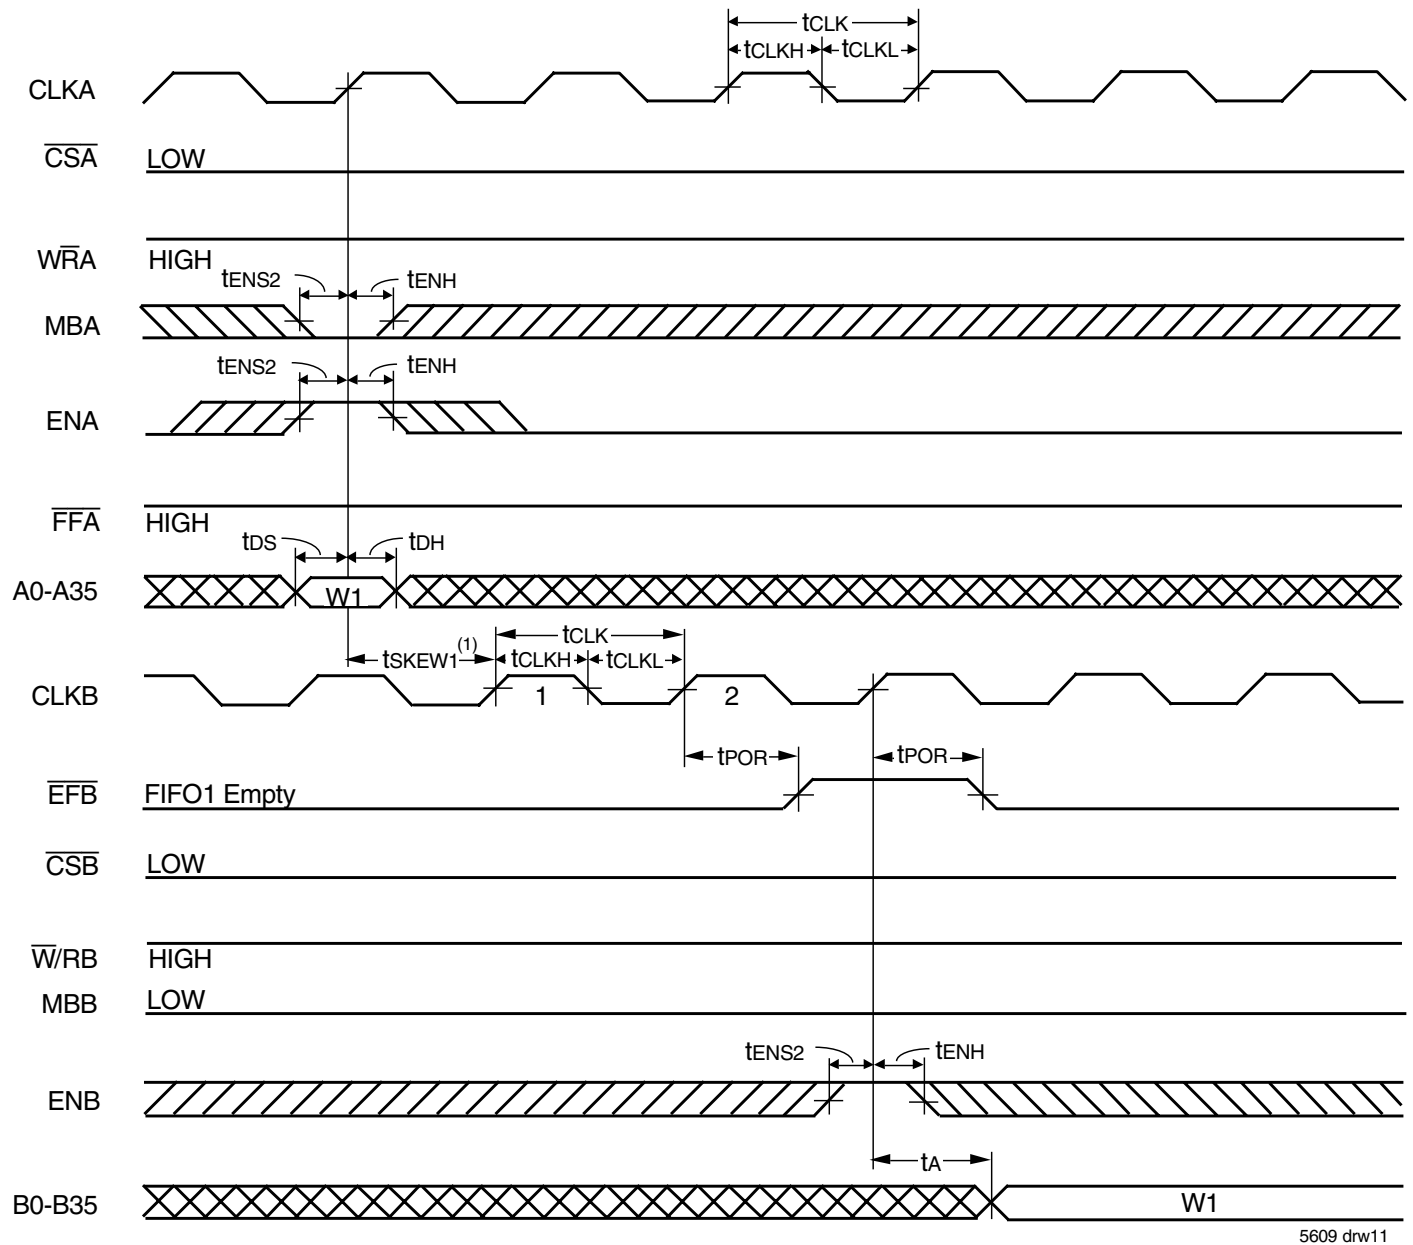 tCLK
tCLKH tCLKL
CLKA
CSA LOW
WRA HIGH
tENS2 tENH
MBA
tENS2 tENH
ENA
FFA HIGH
tDS tDH
A0-A35 W1
tCLK
tSKEW1(1) tCLKH tCLKL
CLKB 1 2
tPOR tPOR
EFB FIFO1 Empty
CSB LOW
W/RB HIGH
MBB LOW
tENS2 tENH
ENB
tA
B0-B35 W1
5609 drw11